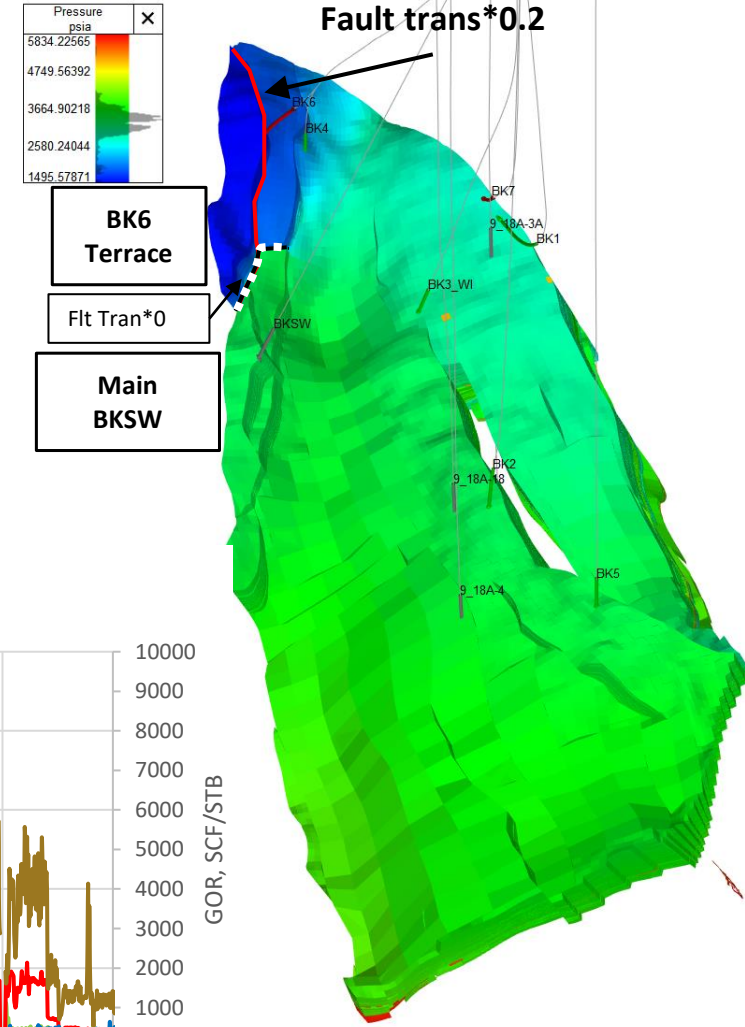 Fault trans*0.2
Pressure
psia
5834.22565
4749.56392
3664.90218
2580.24044
1495.57871
BK6
BK4
BK6
Terrace
BK7
9_18A-3A
BK1
Flt Tran*0
BK3_WI
BKSW
Main
BKSW
BK2
9_18A-18
BK5
9_18A-4
10000
9000
8000
7000
6000
5000
4000
3000
2000
1000
GOR, SCF/STB